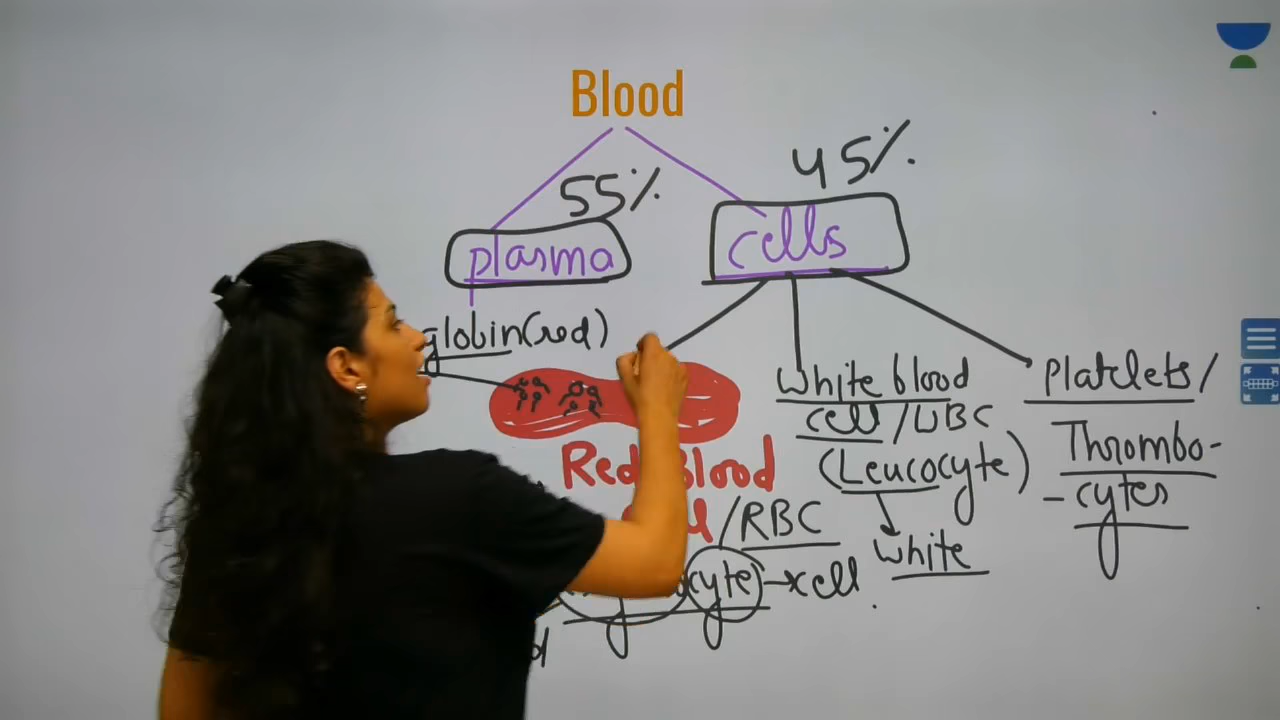 Blood
55%
45%
plasma
cells
globin(red)
White blood
cell/WBC
(Leucocyte)
white
Platelets/
Thrombo-
-cytes
Red Blood
/RBC
cyte → cell